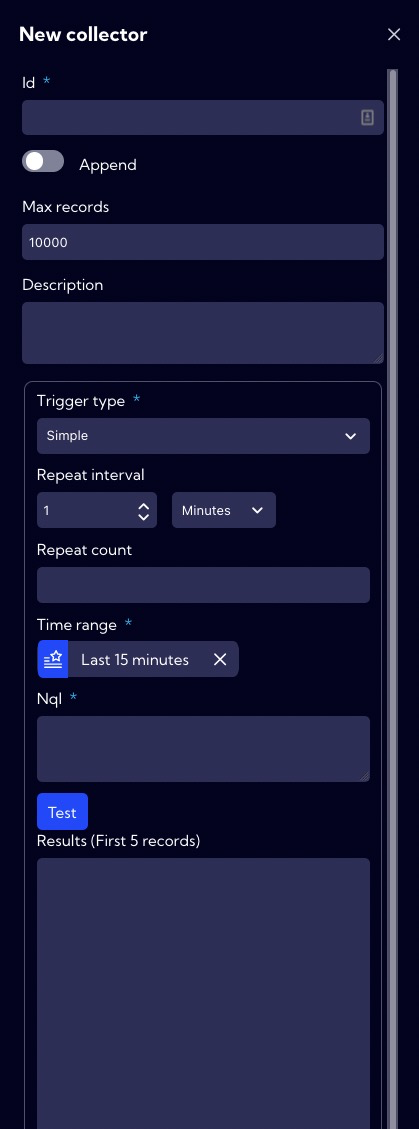 New collector
Id *
Append
Max records
10000
Description
Trigger type *
Simple
Repeat interval
1 Minutes
Repeat count
Time range *
Last 15 minutes
Nql *
Test
Results (First 5 records)